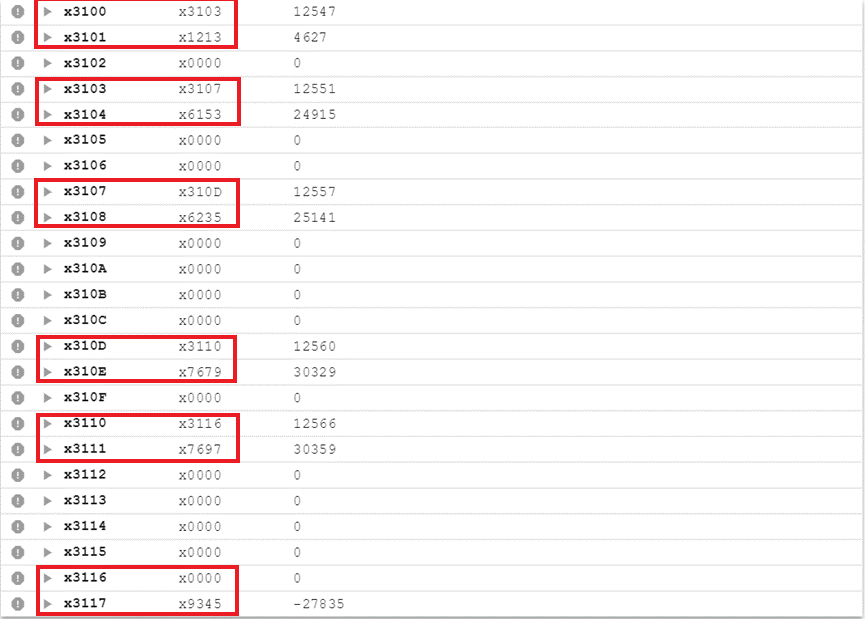 x3100 x3103 12547
x3101 x1213 4627
x3102 x0000 0
x3103 x3107 12551
x3104 x6153 24915
x3105 x0000 0
x3106 x0000 0
x3107 x310D 12557
x3108 x6235 25141
x3109 x0000 0
x310A x0000 0
x310B x0000 0
x310C x0000 0
x310D x3110 12560
x310E x7679 30329
x310F x0000 0
x3110 x3116 12566
x3111 x7697 30359
x3112 x0000 0
x3113 x0000 0
x3114 x0000 0
x3115 x0000 0
x3116 x0000 0
x3117 x9345 -27835